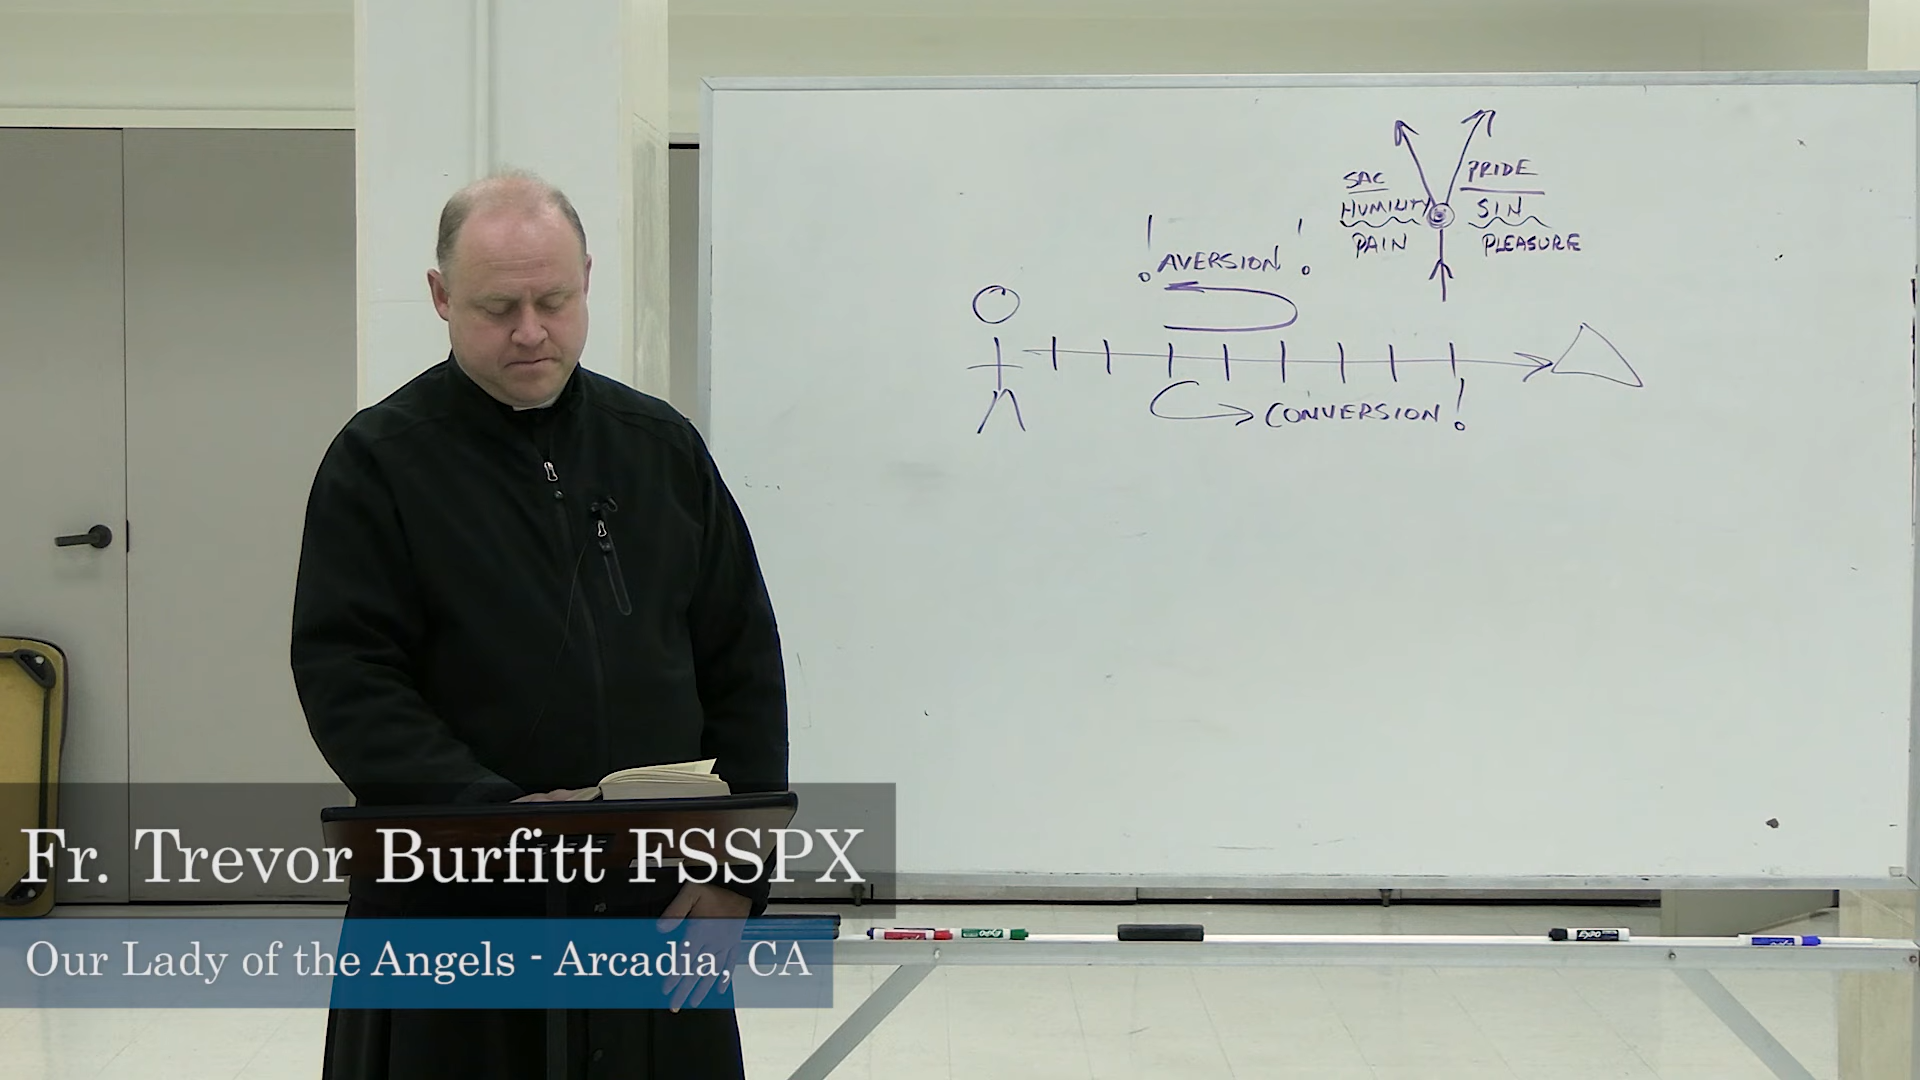 PRIDE
SAC
HUMILITY
SIN
PAIN
PLEASURE
! AVERSION !
CONVERSION!
Fr. Trevor Burfitt FSSPX
Our Lady of the Angels - Arcadia, CA
EXPO